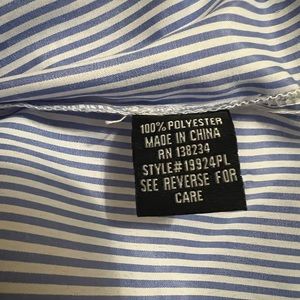 100% POLYESTER
MADE IN CHINA
RN 138234
STYLE#19924PL
SEE REVERSE FOR
CARE